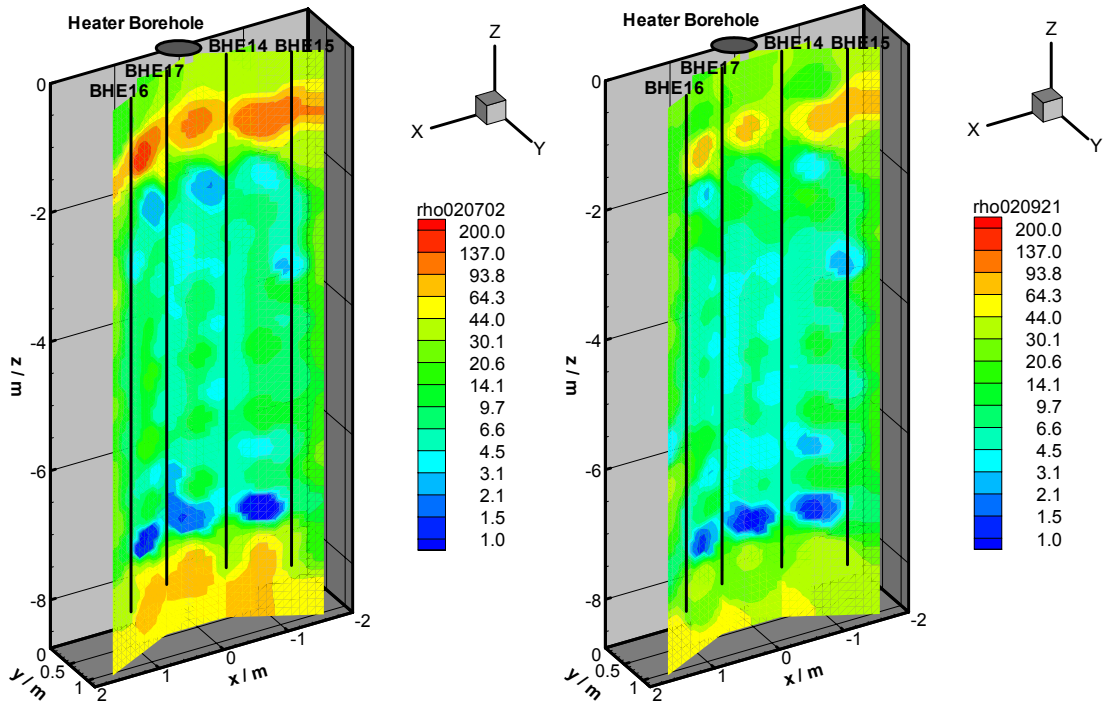 Heater Borehole
BHE14 BHE15
BHE17
BHE16
0
-2
-4
-6
-8
z / m
0
0.5
1
y / m
2
1
0
-1
-2
x / m
Z
X
Y
rho020702
200.0
137.0
93.8
64.3
44.0
30.1
20.6
14.1
9.7
6.6
4.5
3.1
2.1
1.5
1.0
Heater Borehole
BHE14 BHE15
BHE17
BHE16
0
-2
-4
-6
-8
z / m
0
0.5
1
y / m
2
1
0
-1
-2
x / m
Z
X
Y
rho020921
200.0
137.0
93.8
64.3
44.0
30.1
20.6
14.1
9.7
6.6
4.5
3.1
2.1
1.5
1.0